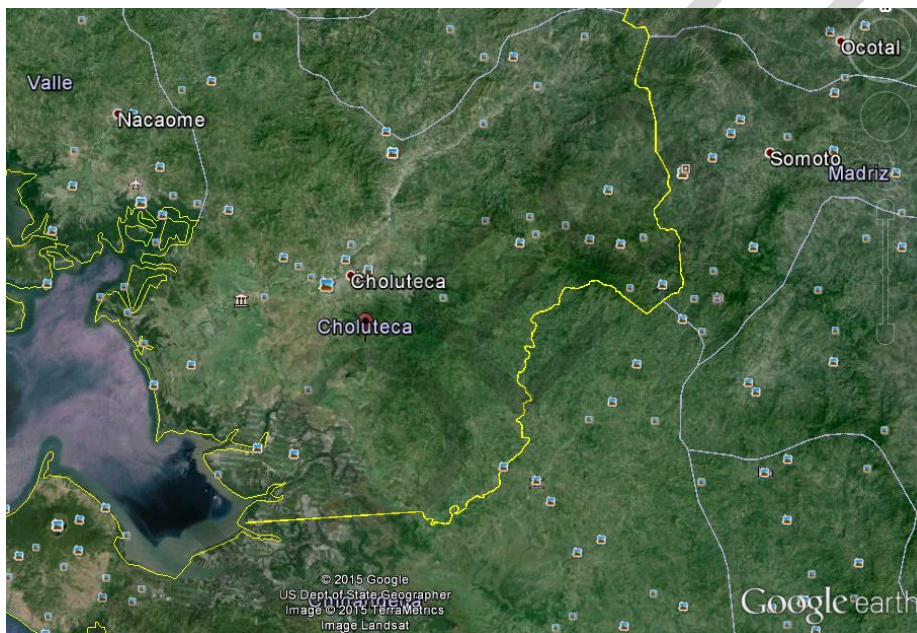 Ocotal
Valle
Nacaome
Somoto
Madriz
Choluteca
Choluteca
© 2015 Google
US Dept of State Geographer
Chinandega
Image © 2015 TerraMetrics
Image Landsat
Google earth